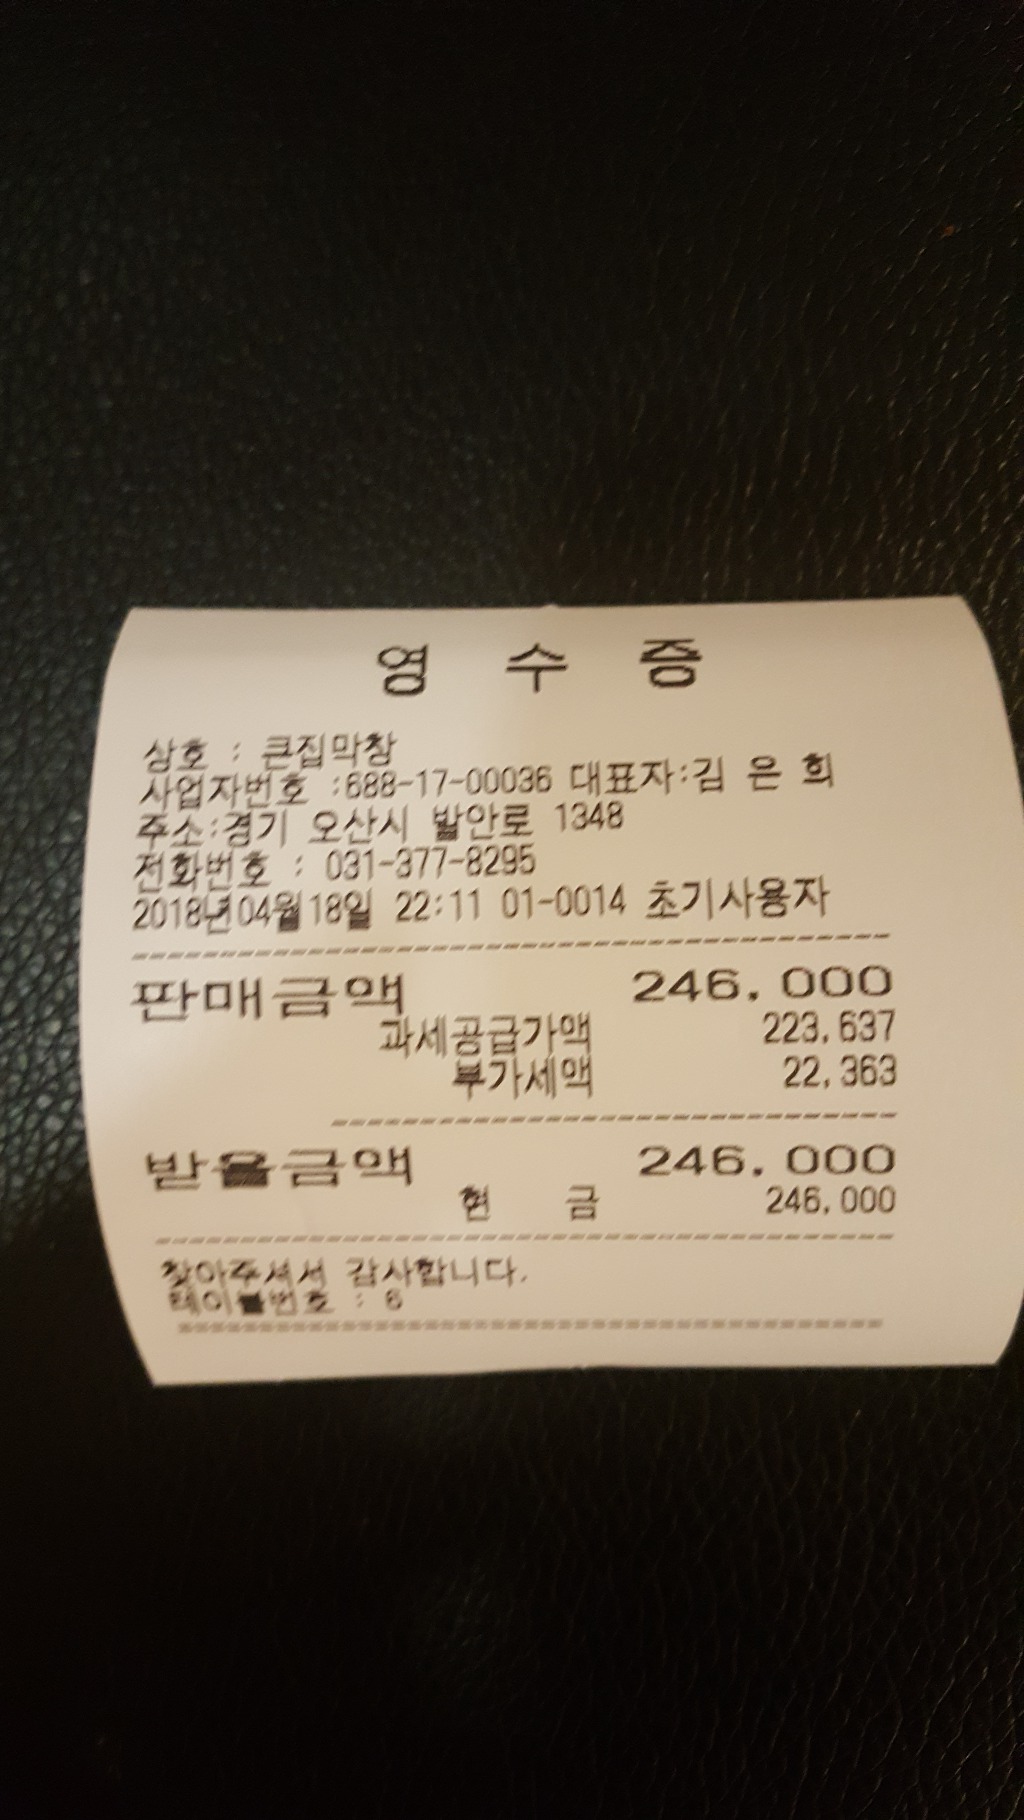 영 수 증
상호 : 큰집막창
사업자번호 :688-17-00036 대표자:김 은 희
주소:경기 오산시 발안로 1348
전화번호 : 031-377-8295
2018년04월18일 22:11 01-0014 초기사용자
판매금액 246,000
과세공급가액 223,637
부가세액 22,363
받을금액 246,000
현 금 246,000
찾아주셔서 감사합니다.
테이블번호 : 6